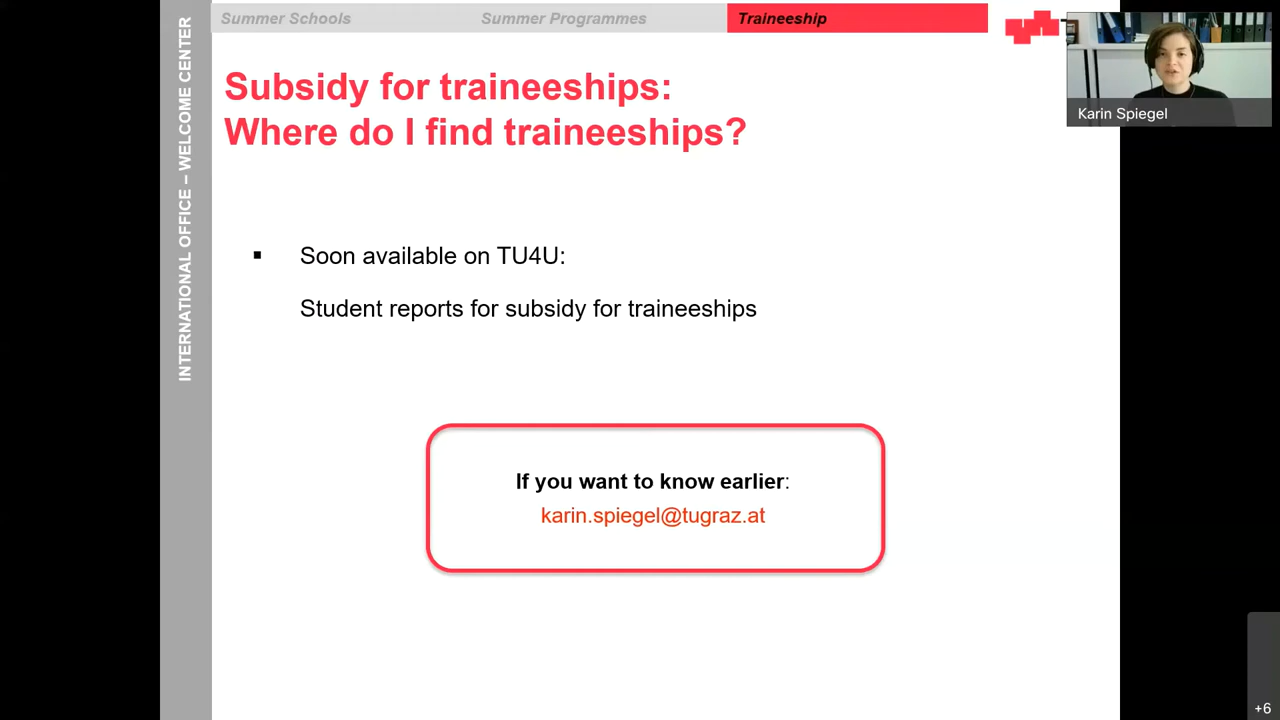 Summer Schools
Summer Programmes
Traineeship
INTERNATIONAL OFFICE – WELCOME CENTER
Karin Spiegel
Subsidy for traineeships:
Where do I find traineeships?
▪ Soon available on TU4U:
Student reports for subsidy for traineeships
If you want to know earlier:
karin.spiegel@tugraz.at
+6